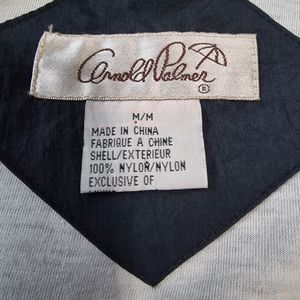 Arnold Palmer ®
M/M
MADE IN CHINA
FABRIQUE A CHINE
SHELL/EXTERIEUR
100% NYLON/NYLON
EXCLUSIVE OF